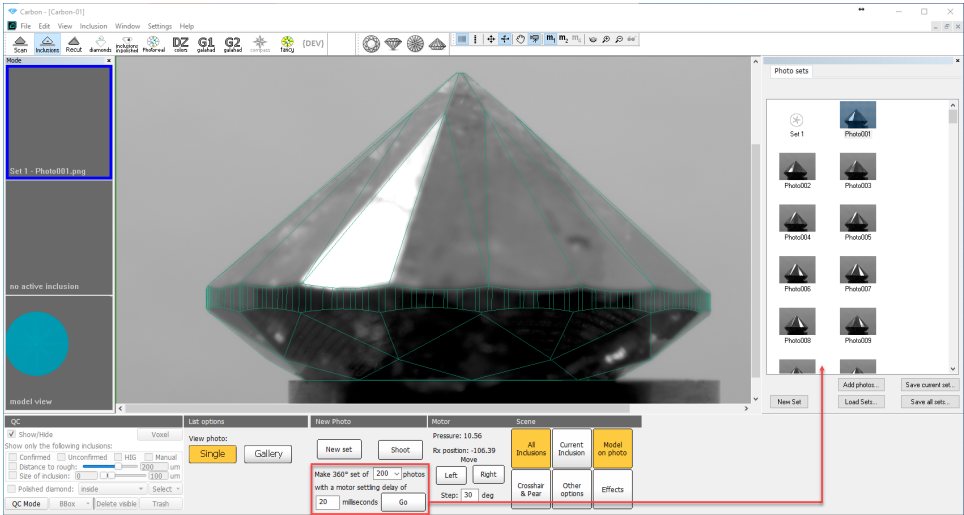 Carbon - [Carbon-01]
File Edit View Inclusion Window Settings Help
Scan Inclusions Recut diamonds inclusions inpolished Photoreal DZ colors G1 galahad G2 galahad compass fancy {DEV}
m1 m2
Mode
Set 1 - Photo001.png
no active inclusion
model view
Photo sets
Set 1 Photo001
Photo002 Photo003
Photo004 Photo005
Photo006 Photo007
Photo008 Photo009
Add photos... Save current set...
New Set Load Sets... Save all sets...
QC
Show/Hide Voxel
Show only the following inclusions:
Confirmed Unconfirmed HIG Manual
Distance to rough: 200 um
Size of inclusion: 0 100 um
Polished diamond: inside Select
QC Mode BBox Delete visible Trash
List options
View photo:
Single Gallery
New Photo
New set Shoot
Make 360° set of 200 photos
with a motor settling delay of
20 milliseconds Go
Motor
Pressure: 10.56
Rx position: -106.39
Move
Left Right
Step: 30 deg
Scene
All Inclusions
Current Inclusion
Model on photo
Crosshair & Pear
Other options
Effects